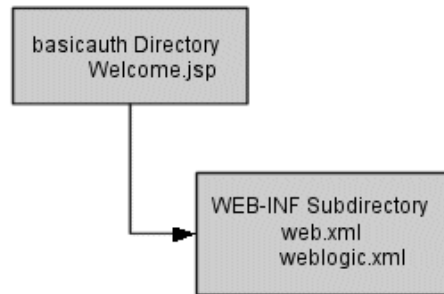 basicauth Directory
Welcome.jsp
WEB-INF Subdirectory
web.xml
weblogic.xml